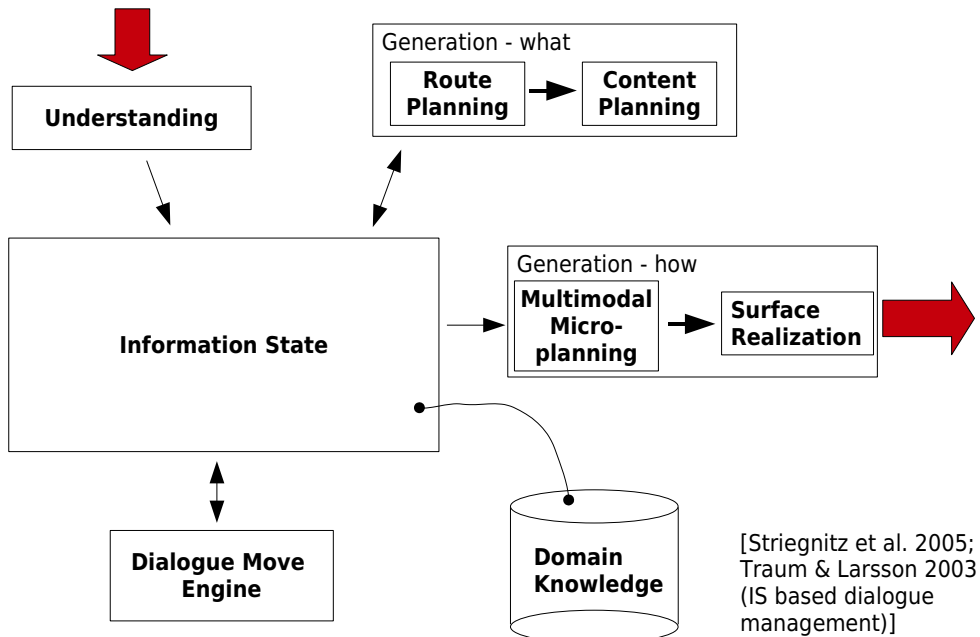 Generation - what
Route
Planning
Content
Planning
Understanding
Information State
Generation - how
Multimodal
Micro-
planning
Surface
Realization
Dialogue Move
Engine
Domain
Knowledge
[Striegnitz et al. 2005;
Traum & Larsson 2003
(IS based dialogue
management)]